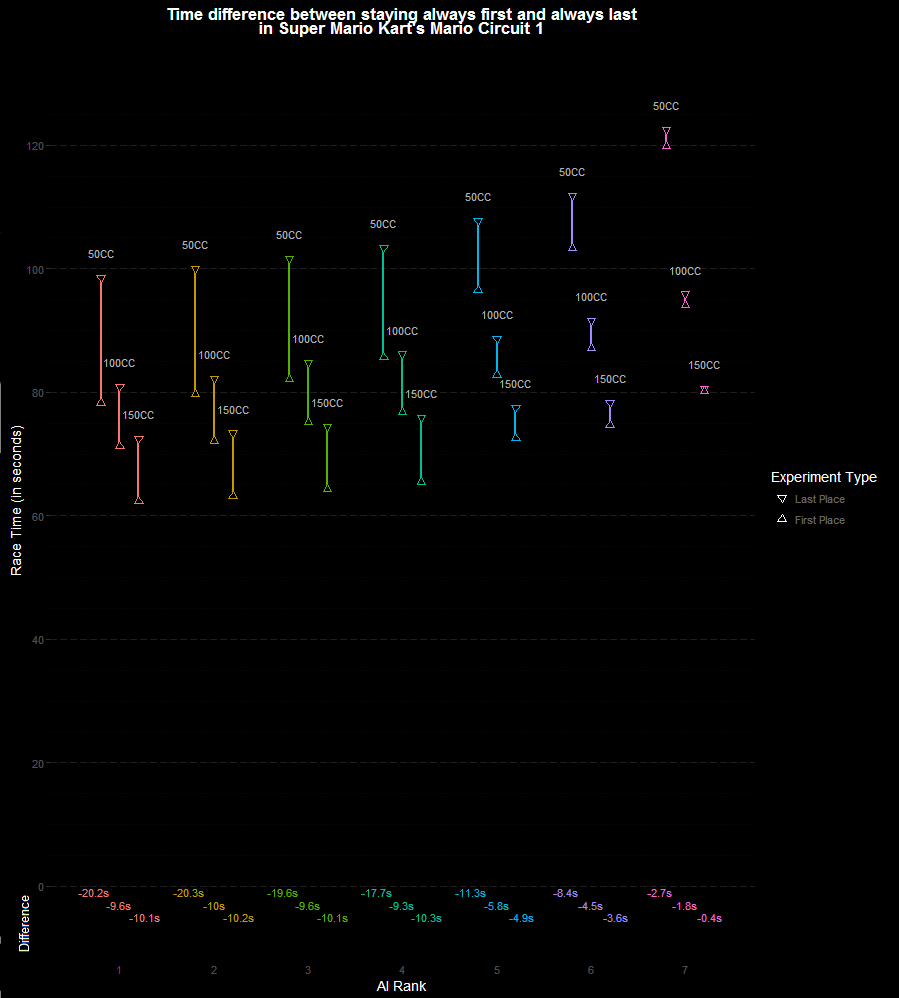 Time difference between staying always first and always last
in Super Mario Kart's Mario Circuit 1
50CC
120
50CC
50CC
50CC
50CC
50CC
50CC
100
100CC
100CC
100CC
100CC
100CC
100CC
100CC
150CC
80
150CC
150CC
150CC
150CC
150CC
150CC
Race Time (in seconds)
Experiment Type
Last Place
First Place
60
40
20
0
Difference
-20.2s -20.3s -19.6s -17.7s -11.3s -8.4s -2.7s
-9.6s -10s -9.6s -9.3s -5.8s -4.5s -1.8s
-10.1s -10.2s -10.1s -10.3s -4.9s -3.6s -0.4s
1 2 3 4 5 6 7
AI Rank